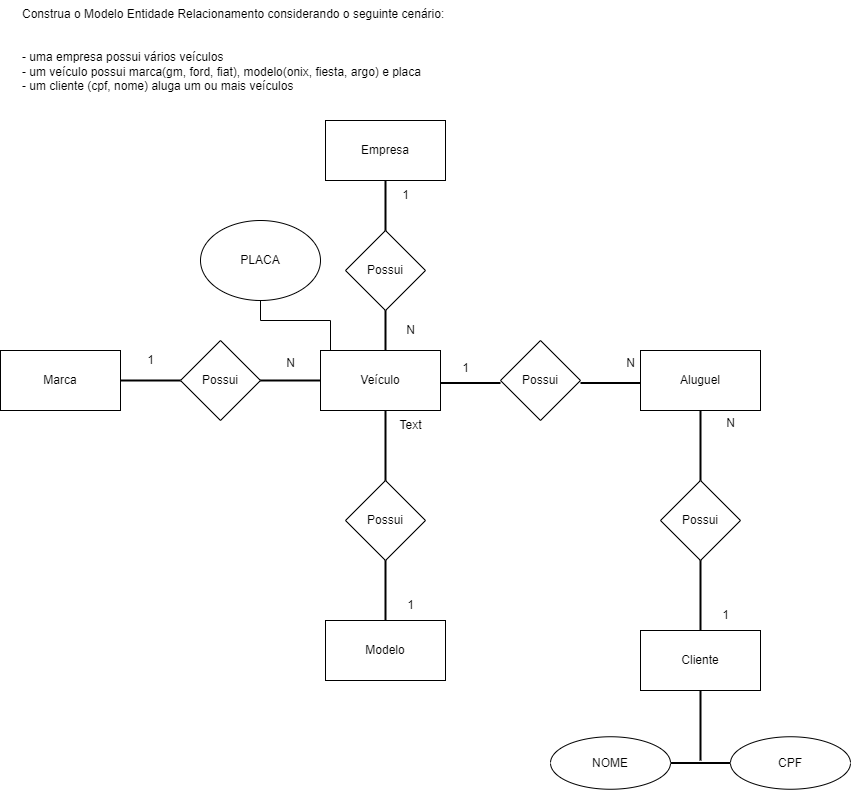 Construa o Modelo Entidade Relacionamento considerando o seguinte cenário:
- uma empresa possui vários veículos
- um veículo possui marca(gm, ford, fiat), modelo(onix, fiesta, argo) e placa
- um cliente (cpf, nome) aluga um ou mais veículos
Empresa
1
PLACA
Possui
N
Marca
1
Possui
N
Veículo
1
Possui
N
Aluguel
Text
N
Possui
Possui
1
1
Modelo
Cliente
NOME
CPF